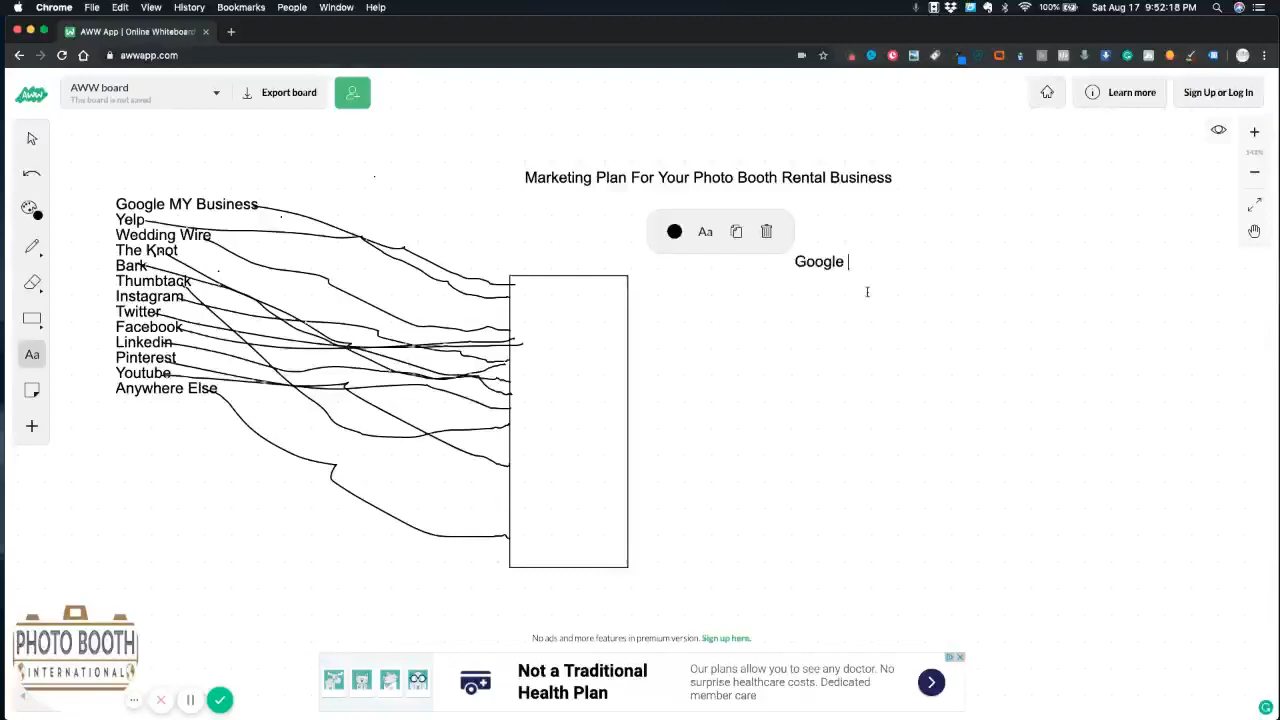 Chrome File Edit View History Bookmarks People Window Help 100% Sat Aug 17 9:52:18 PM
AWW App | Online Whiteboard
awwapp.com
AWW
AWW board
This board is not saved
Export board
Learn more
Sign Up or Log In
Marketing Plan For Your Photo Booth Rental Business
Google MY Business
Yelp
Wedding Wire
The Knot
Bark
Thumbtack
Instagram
Twitter
Facebook
Linkedin
Pinterest
Youtube
Anywhere Else
Aa
Google
Aa
PHOTO BOOTH
INTERNATIONAL
No ads and more features in premium version. Sign up here.
Not a Traditional
Health Plan
Our plans allow you to see any doctor. No
surprise healthcare costs. Dedicated
member care